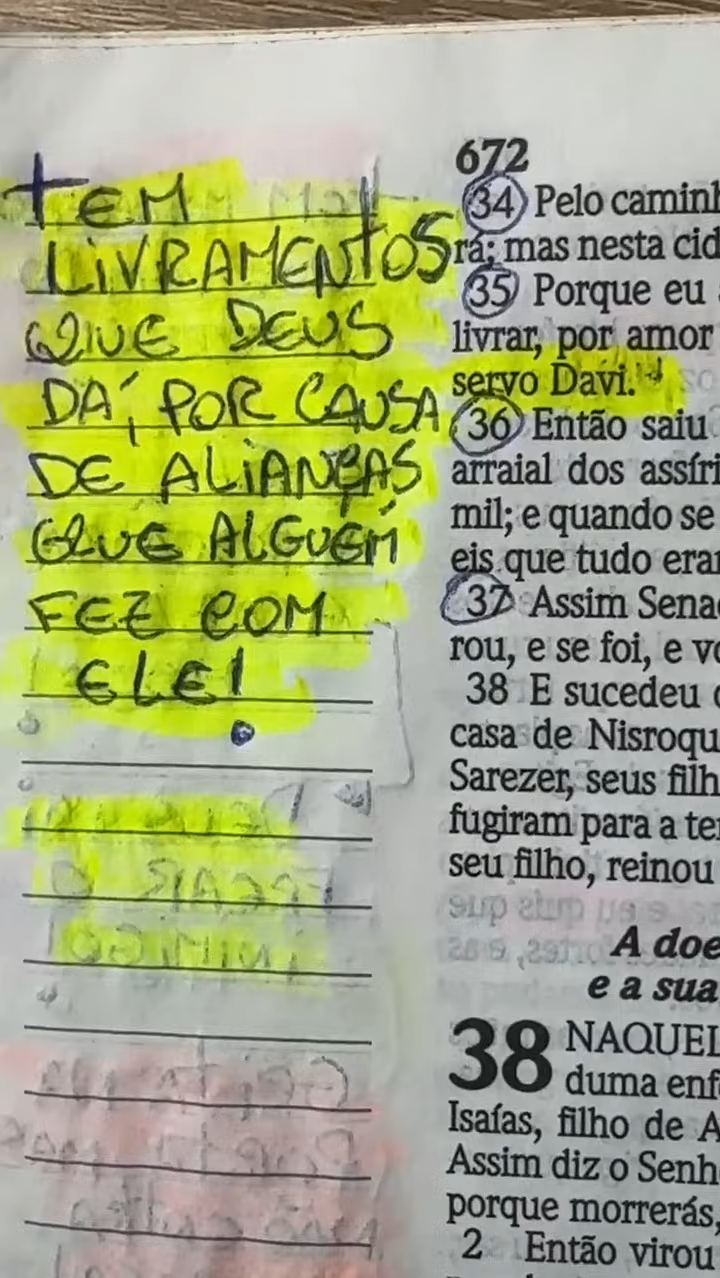 TEM
LIVRAMENTOS
QUE DEUS
DÁ, POR CAUSA
DE ALIANÇAS
QUE ALGUÉM
FEZ COM
ELE!
672
34 Pelo caminh
rá; mas nesta cid
35 Porque eu
livrar, por amor
servo Davi.
36 Então saiu
arraial dos assíri
mil; e quando se
eis que tudo era
37 Assim Sena
rou, e se foi, e vo
38 E sucedeu
casa de Nisroqu
Sarezer, seus filh
fugiram para a te
seu filho, reinou
A doe
e a sua
38 NAQUEL
duma enf
Isaías, filho de A
Assim diz o Senh
porque morrerás,
2 Então virou